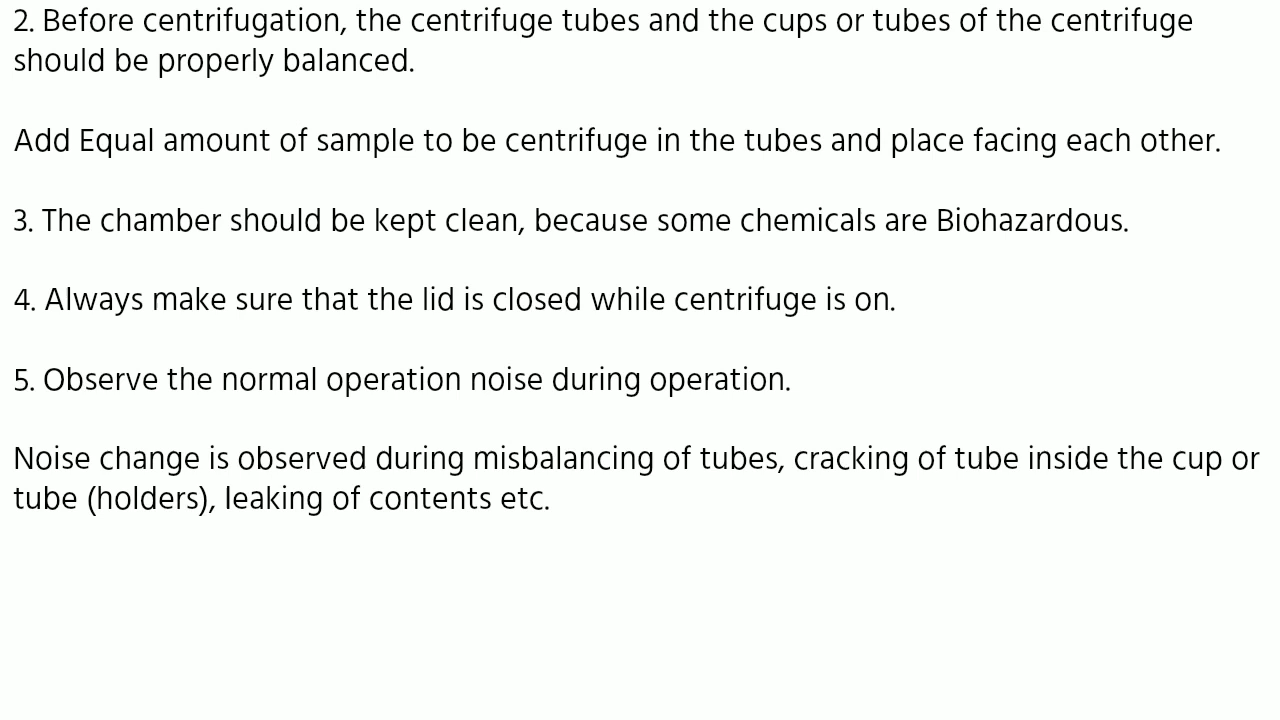 2. Before centrifugation, the centrifuge tubes and the cups or tubes of the centrifuge
should be properly balanced.
Add Equal amount of sample to be centrifuge in the tubes and place facing each other.
3. The chamber should be kept clean, because some chemicals are Biohazardous.
4. Always make sure that the lid is closed while centrifuge is on.
5. Observe the normal operation noise during operation.
Noise change is observed during misbalancing of tubes, cracking of tube inside the cup or
tube (holders), leaking of contents etc.